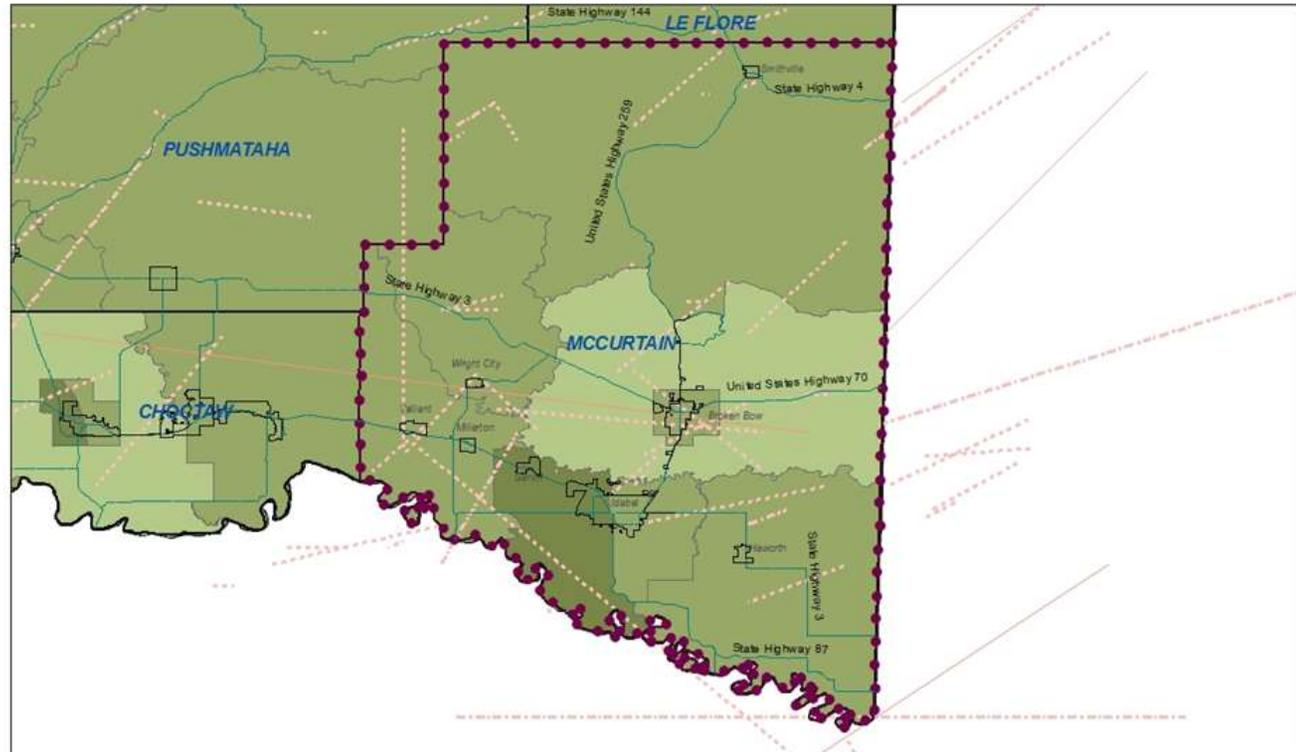 State Highway 144
LE FLORE
Smithville
State Highway 4
United States Highway 259
PUSHMATAHA
State Highway 3
MCCURTAIN
Wright City
United States Highway 70
CHOCTAW
Valliant
Broken Bow
Millerton
Garvin
Idabel
Haworth
State Highway 3
State Highway 87